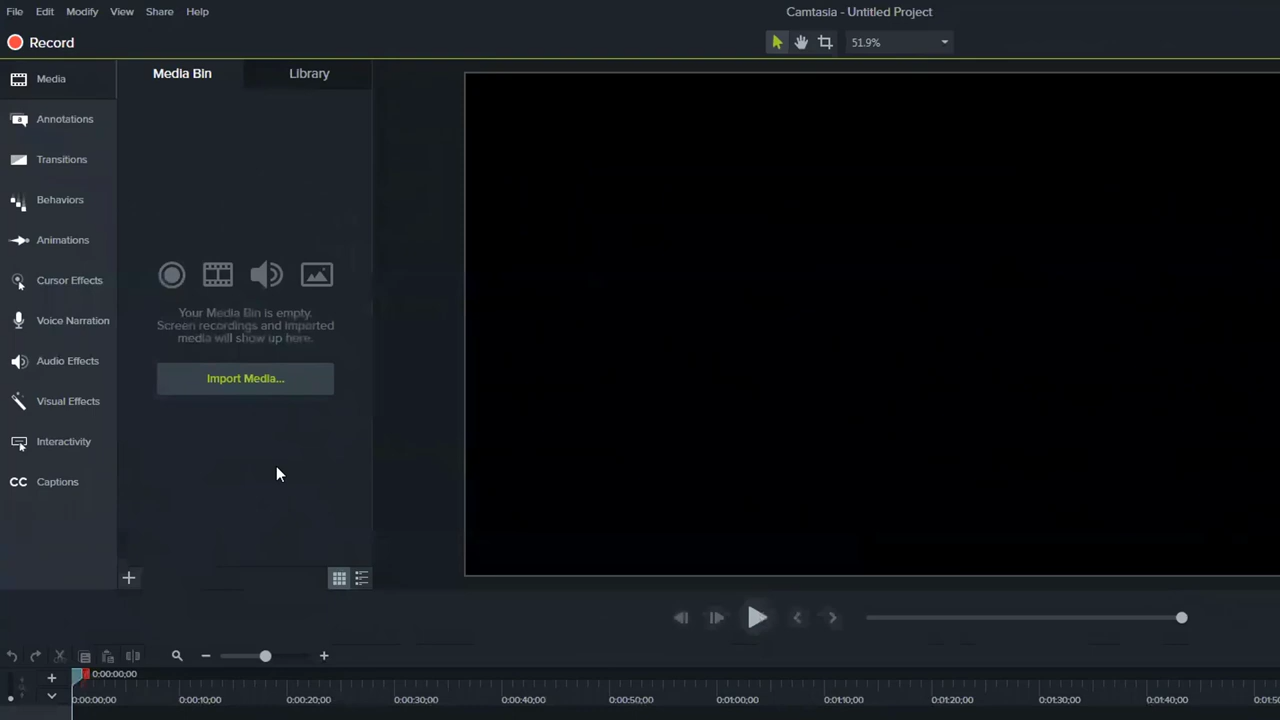 File Edit Modify View Share Help
Camtasia - Untitled Project
Record
51.9%
Media
Media Bin
Library
Annotations
Transitions
Behaviors
Animations
Cursor Effects
Voice Narration
Audio Effects
Visual Effects
Interactivity
CC Captions
Your Media Bin is empty.
Screen recordings and imported
media will show up here.
Import Media...
0:00:00;00
0:00:00;00 0:00:10;00 0:00:20;00 0:00:30;00 0:00:40;00 0:00:50;00 0:01:00;00 0:01:10;00 0:01:20;00 0:01:30;00 0:01:40;00 0:01:50